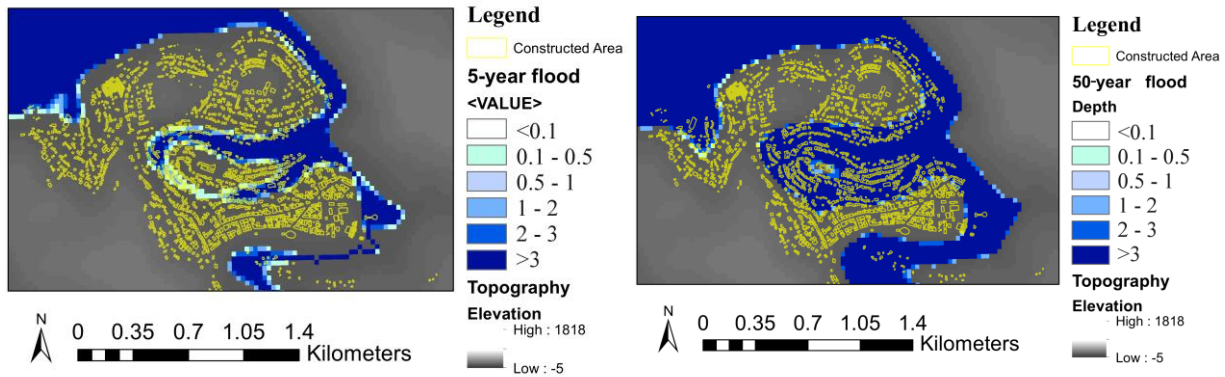 Legend
Constructed Area
5-year flood
<VALUE>
<0.1
0.1 - 0.5
0.5 - 1
1 - 2
2 - 3
>3
Topography
Elevation
High : 1818
Low : -5
N
0 0.35 0.7 1.05 1.4
Kilometers
Legend
Constructed Area
50-year flood
Depth
<0.1
0.1 - 0.5
0.5 - 1
1 - 2
2 - 3
>3
Topography
Elevation
High : 1818
Low : -5
N
0 0.35 0.7 1.05 1.4
Kilometers